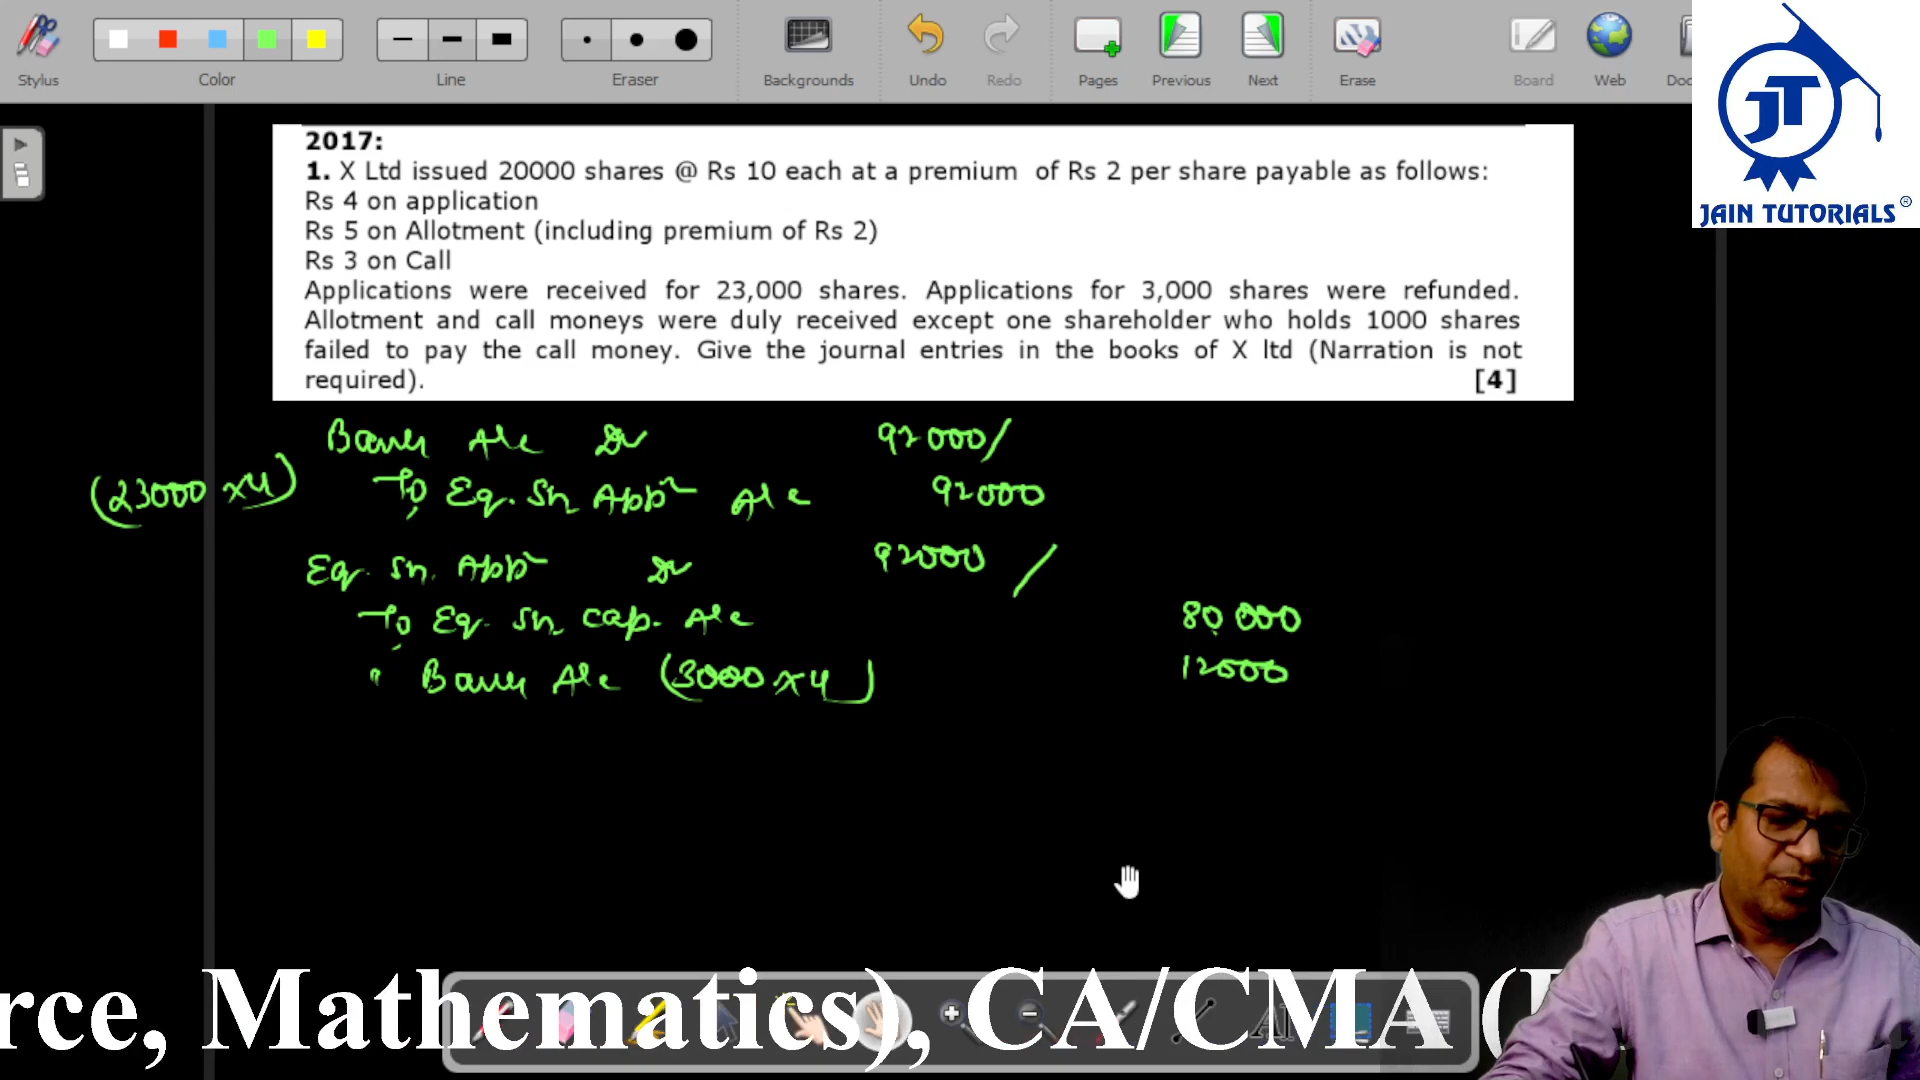 Stylus
Color
Line
Eraser
Backgrounds
Undo
Redo
Pages
Previous
Next
Erase
Board
Web
JT
JAIN TUTORIALS®
2017:
1. X Ltd issued 20000 shares @ Rs 10 each at a premium of Rs 2 per share payable as follows:
Rs 4 on application
Rs 5 on Allotment (including premium of Rs 2)
Rs 3 on Call
Applications were received for 23,000 shares. Applications for 3,000 shares were refunded.
Allotment and call moneys were duly received except one shareholder who holds 1000 shares
failed to pay the call money. Give the journal entries in the books of X ltd (Narration is not
required). [4]
Bank A/c Dr 92000/
(23000 x4) To Eq. Sh App^n A/c 92000
Eq. Sh. App^n Dr 92000 /
To Eq. Sh. Cap. A/c 80,000
" Bank A/c (3000 x 4) 12000
rce, Mathematics), CA/CMA (